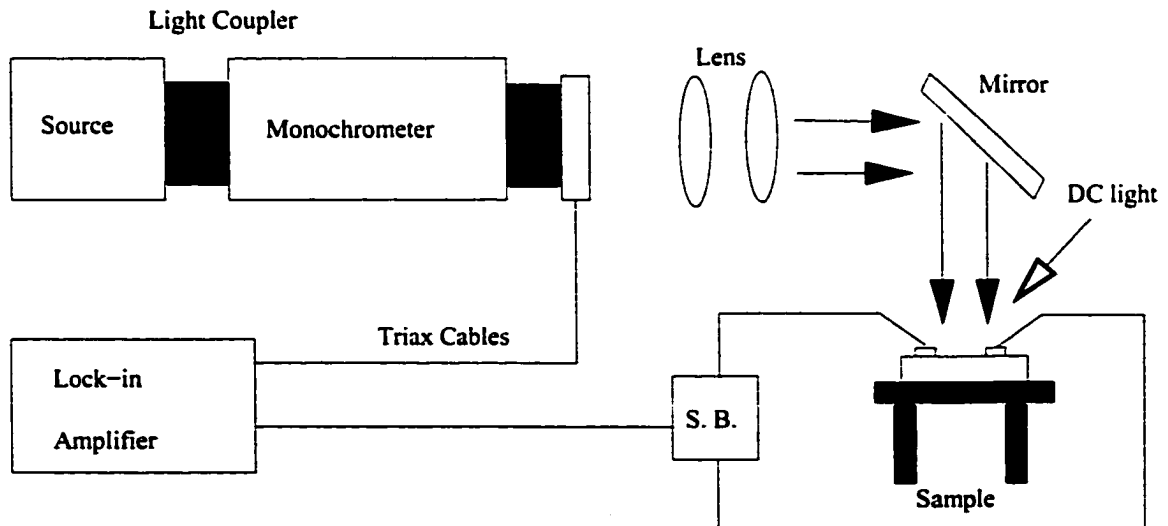 Light Coupler
Source
Monochrometer
Lens
Mirror
DC light
Triax Cables
Lock-in
Amplifier
S. B.
Sample